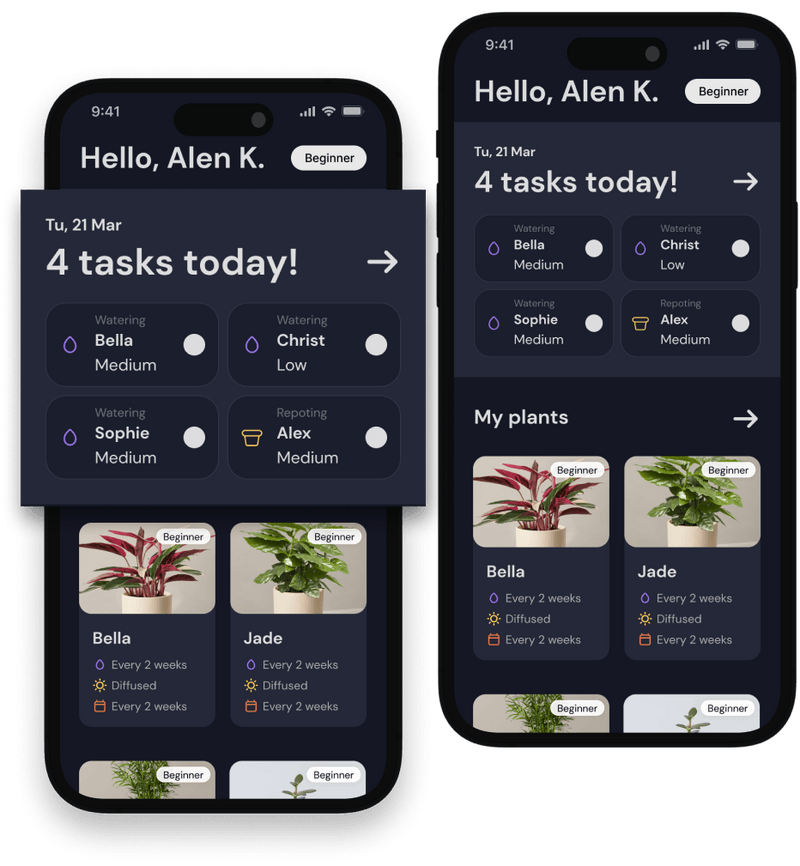 9:41
Hello, Alen K.
Beginner
Tu, 21 Mar
4 tasks today!
Watering
Bella
Medium
Watering
Christ
Low
Watering
Sophie
Medium
Repoting
Alex
Medium
Beginner
Bella
Every 2 weeks
Diffused
Every 2 weeks
Beginner
Jade
Every 2 weeks
Diffused
Every 2 weeks
Beginner
Beginner
9:41
Hello, Alen K.
Beginner
Tu, 21 Mar
4 tasks today!
Watering
Bella
Medium
Watering
Christ
Low
Watering
Sophie
Medium
Repoting
Alex
Medium
My plants
Beginner
Bella
Every 2 weeks
Diffused
Every 2 weeks
Beginner
Jade
Every 2 weeks
Diffused
Every 2 weeks
Beginner
Beginner